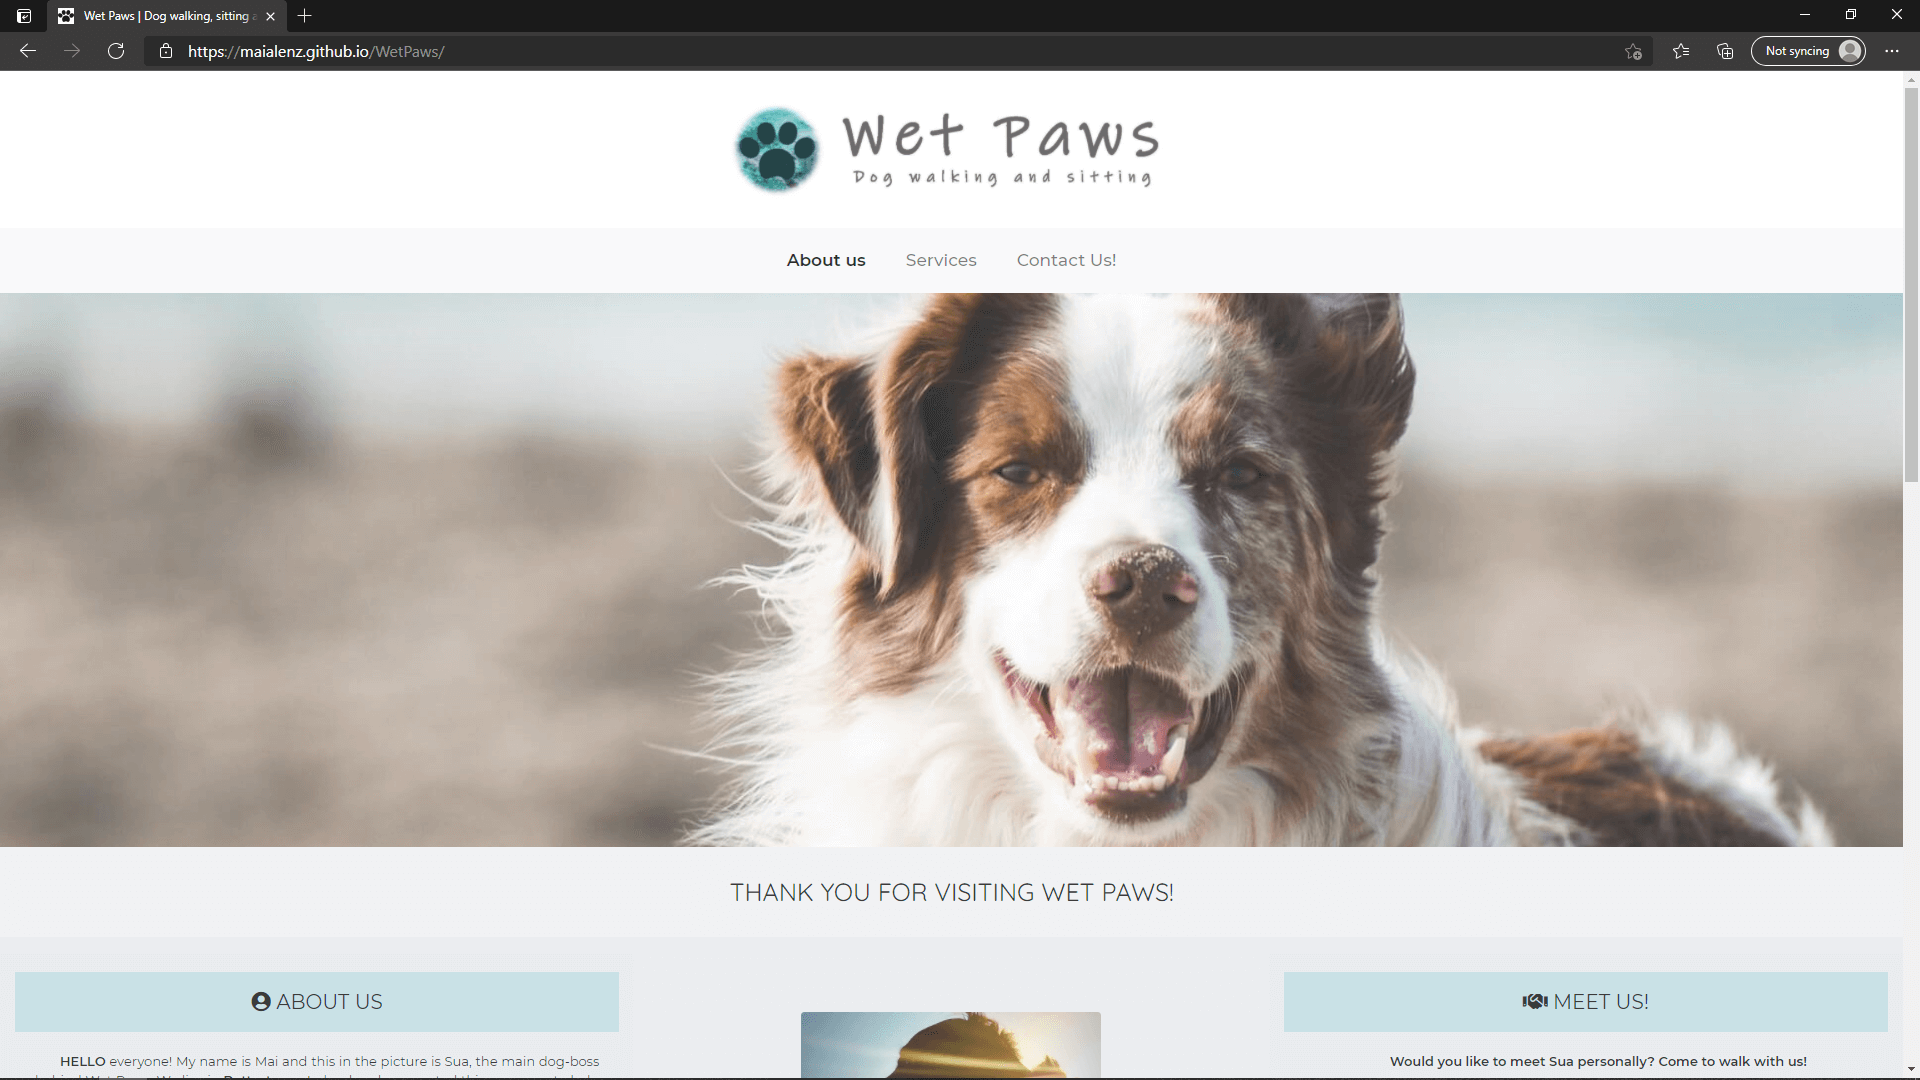 Wet Paws | Dog walking, sitting
https://maialenz.github.io/WetPaws/
Not syncing
Wet Paws
Dog walking and sitting
About us
Services
Contact Us!
THANK YOU FOR VISITING WET PAWS!
ABOUT US
HELLO everyone! My name is Mai and this in the picture is Sua, the main dog-boss
MEET US!
Would you like to meet Sua personally? Come to walk with us!